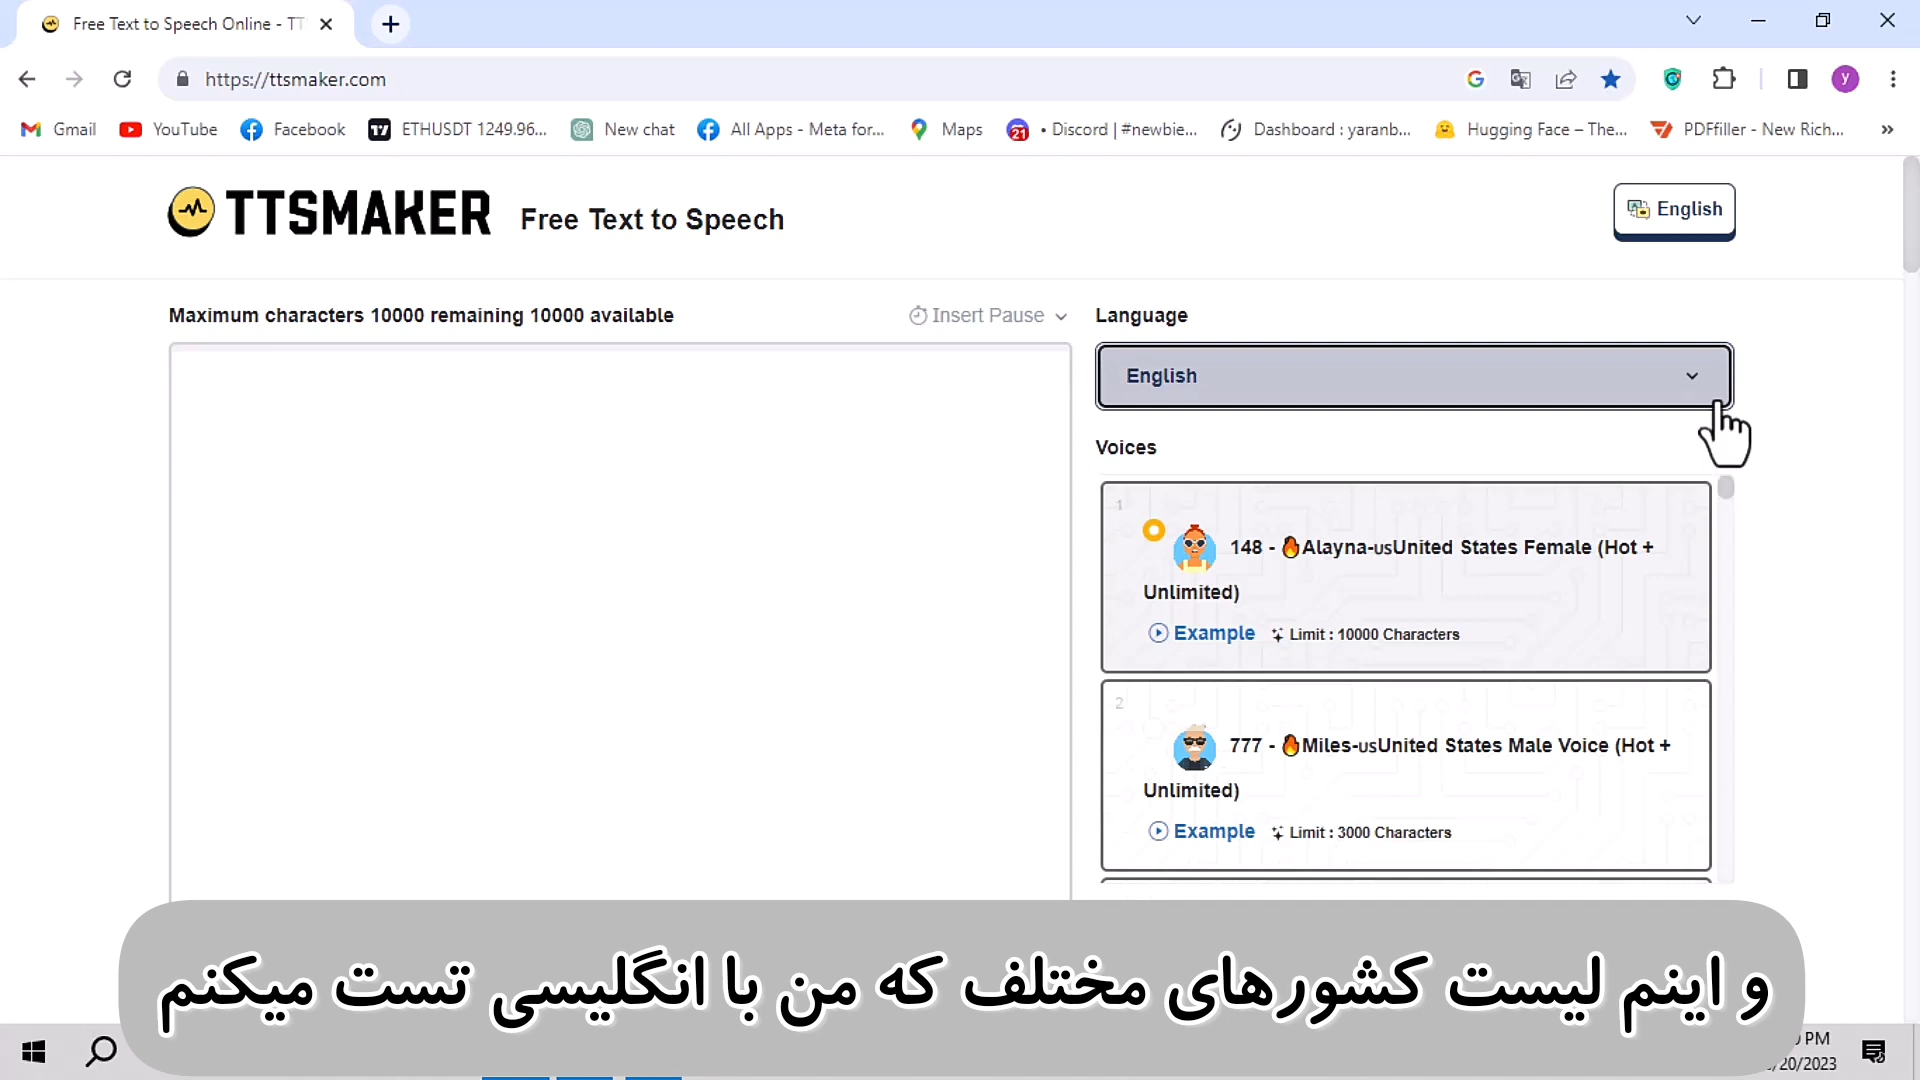 Free Text to Speech Online - TT
https://ttsmaker.com
Gmail
YouTube
Facebook
ETHUSDT 1249.96...
New chat
All Apps - Meta for...
Maps
21
• Discord | #newbie...
Dashboard : yaranb...
Hugging Face – The...
PDFfiller - New Rich...
»
y
TTSMAKER
Free Text to Speech
English
Maximum characters 10000 remaining 10000 available
Insert Pause
Language
English
Voices
1
148 - 🔥Alayna-USUnited States Female (Hot +
Unlimited)
Example
Limit : 10000 Characters
2
777 - 🔥Miles-USUnited States Male Voice (Hot +
Unlimited)
Example
Limit : 3000 Characters
و اینم لیست کشورهای مختلف که من با انگلیسی تست میکنم
PM
/20/2023